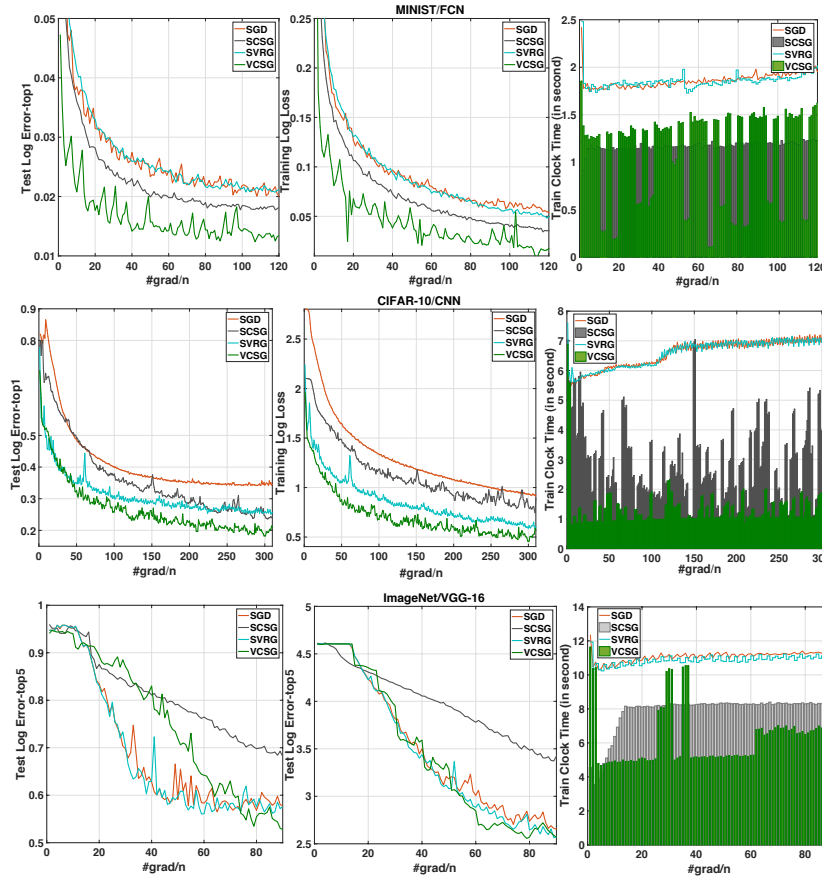 MINIST/FCN
0.05
0.04
0.03
0.02
0.01
Test Log Error-top1
0 20 40 60 80 100 120
#grad/n
SGD
SCSG
SVRG
VCSG
0.25
0.2
0.15
0.1
0.05
Training Log Loss
0 20 40 60 80 100 120
#grad/n
SGD
SCSG
SVRG
VCSG
2.5
2
1.5
1
0.5
0
Train Clock Time (in second)
0 20 40 60 80 100 120
#grad/n
SGD
SCSG
SVRG
VCSG
CIFAR-10/CNN
0.9
0.8
0.5
0.4
0.3
0.2
Test Log Error-top1
0 50 100 150 200 250 300
#grad/n
SGD
SCSG
SVRG
VCSG
2.5
2
1.5
1
0.5
Training Log Loss
0 50 100 150 200 250 300
#grad/n
SGD
SCSG
SVRG
VCSG
8
7
6
5
4
3
2
1
0
Train Clock Time (in second)
0 50 100 150 200 250 300
#grad/n
SGD
SCSG
SVRG
VCSG
ImageNet/VGG-16
1
0.9
0.8
0.7
0.6
0.5
Test Log Error-top5
0 20 40 60 80
#grad/n
SGD
SCSG
SVRG
VCSG
5
4.5
4
3.5
3
2.5
Test Log Error-top5
0 20 40 60 80
#grad/n
SGD
SCSG
SVRG
VCSG
14
12
10
8
6
4
2
0
Train Clock Time (in second)
0 20 40 60 80
#grad/n
SGD
SCSG
SVRG
VCSG